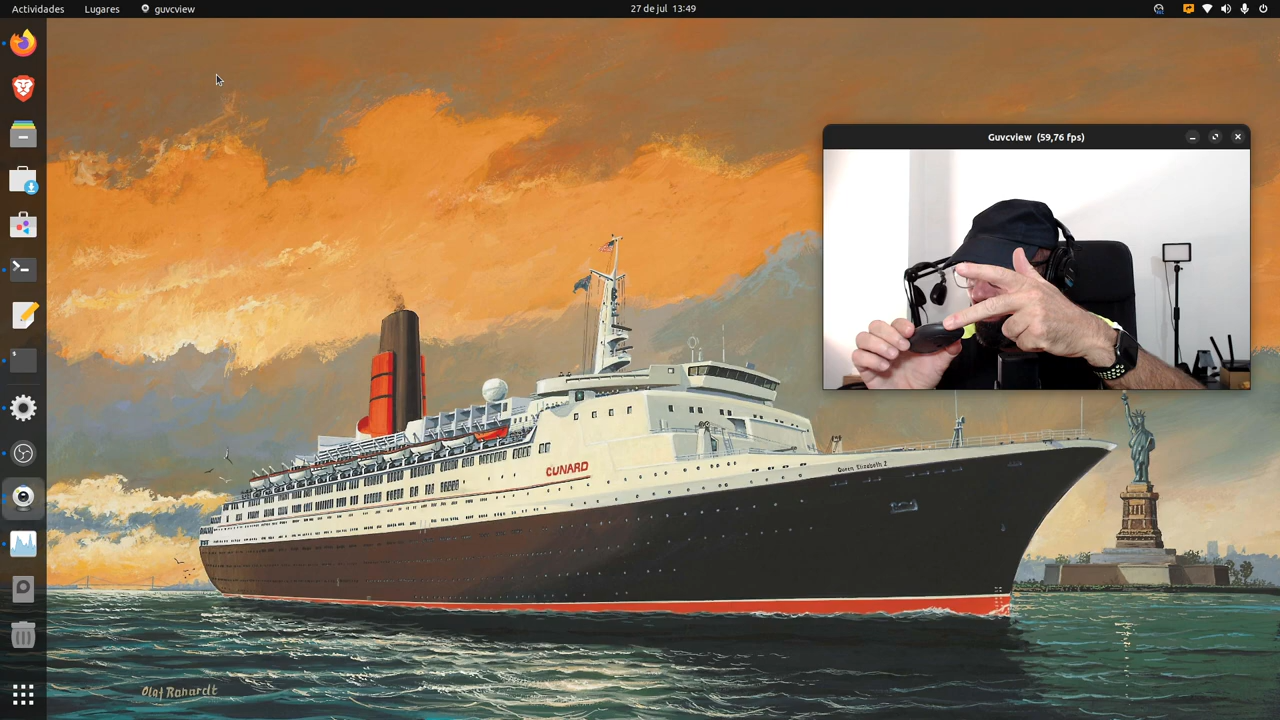 Actividades
Lugares
guvcview
27 de jul 13:49
Guvcview (59,76 fps)
CUNARD
Queen Elizabeth 2
Olaf Rahardt